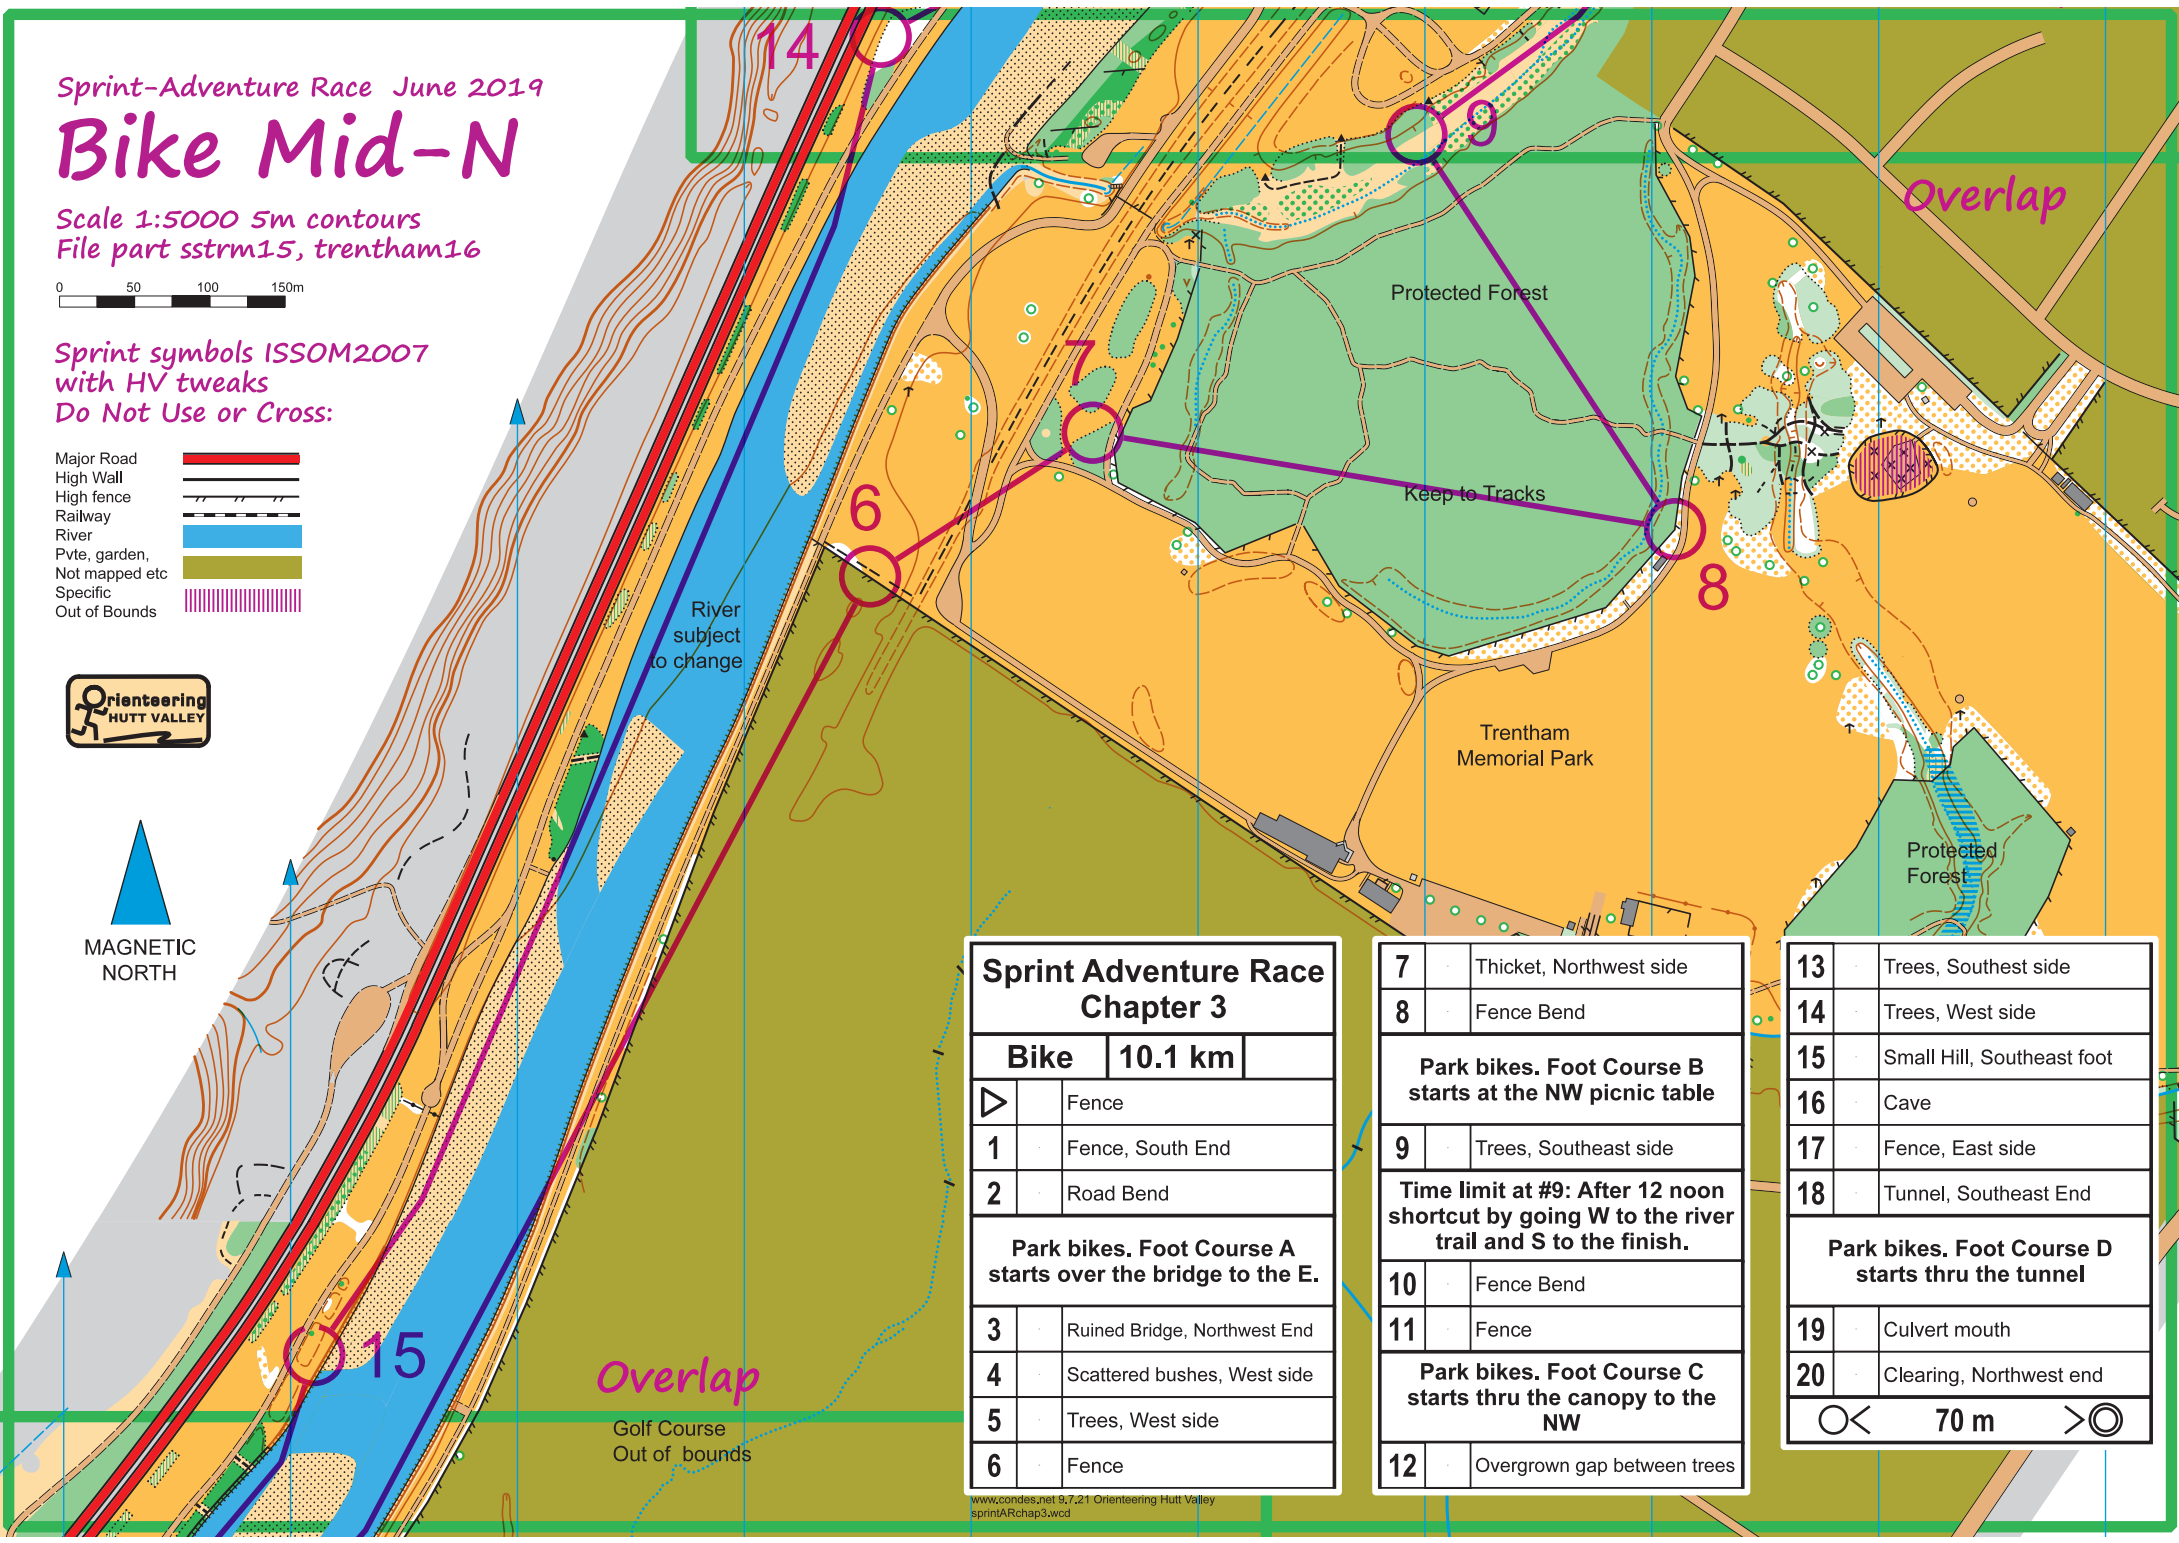 Sprint-Adventure Race June 2019
Bike Mid-N
Scale 1:5000 5m contours
File part sstrm15, trentham16
0 50 100 150m
Sprint symbols ISSOM2007
with HV tweaks
Do Not Use or Cross:
Major Road
High Wall
High fence
Railway
River
Pvte, garden,
Not mapped etc
Specific
Out of Bounds
Orienteering
HUTT VALLEY
MAGNETIC
NORTH
14
9
Overlap
Protected Forest
7
6
Keep to Tracks
8
River
subject
to change
Trentham
Memorial Park
Protected
Forest
15
Overlap
Golf Course
Out of bounds
Sprint Adventure Race
Chapter 3
Bike 10.1 km
Fence
1 Fence, South End
2 Road Bend
Park bikes. Foot Course A
starts over the bridge to the E.
3 Ruined Bridge, Northwest End
4 Scattered bushes, West side
5 Trees, West side
6 Fence
7 Thicket, Northwest side
8 Fence Bend
Park bikes. Foot Course B
starts at the NW picnic table
9 Trees, Southeast side
Time limit at #9: After 12 noon
shortcut by going W to the river
trail and S to the finish.
10 Fence Bend
11 Fence
Park bikes. Foot Course C
starts thru the canopy to the
NW
12 Overgrown gap between trees
13 Trees, Southest side
14 Trees, West side
15 Small Hill, Southeast foot
16 Cave
17 Fence, East side
18 Tunnel, Southeast End
Park bikes. Foot Course D
starts thru the tunnel
19 Culvert mouth
20 Clearing, Northwest end
70 m
www.condes.net 9.7.21 Orienteering Hutt Valley
sprintARchap3.wcd